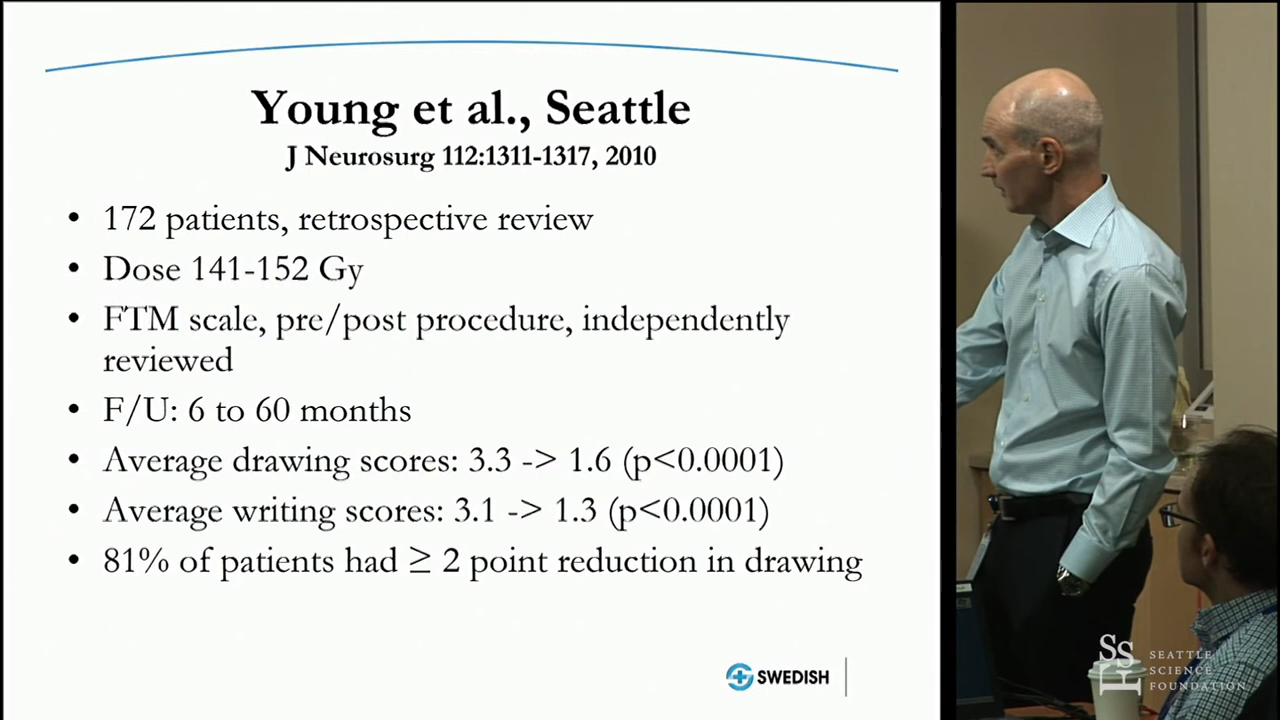 Young et al., Seattle
J Neurosurg 112:1311-1317, 2010
• 172 patients, retrospective review
• Dose 141-152 Gy
• FTM scale, pre/post procedure, independently
reviewed
• F/U: 6 to 60 months
• Average drawing scores: 3.3 -> 1.6 (p<0.0001)
• Average writing scores: 3.1 -> 1.3 (p<0.0001)
• 81% of patients had ≥ 2 point reduction in drawing
SWEDISH
SSF
SEATTLE
SCIENCE
FOUNDATION